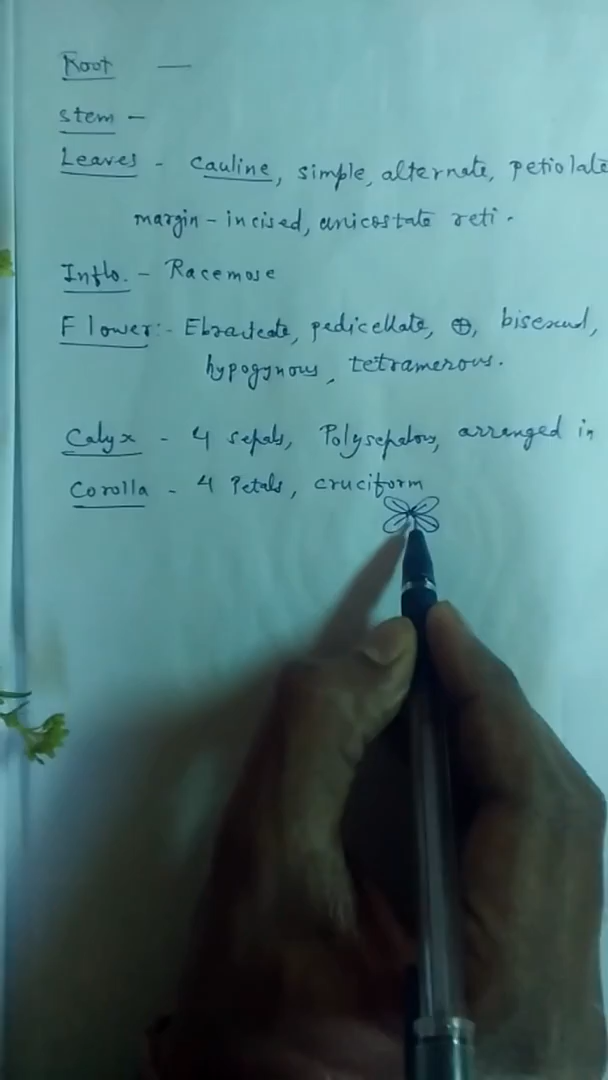 Root —
Stem -
Leaves - Cauline, simple, alternate, petiolate
margin - incised, unicostate reti.
Inflo. - Racemose
Flower:- Ebracteate, pedicellate, ⊕, bisexual,
hypogynous, tetramerous.
Calyx - 4 sepals, Polysepalous, arranged in
Corolla - 4 Petals, cruciform